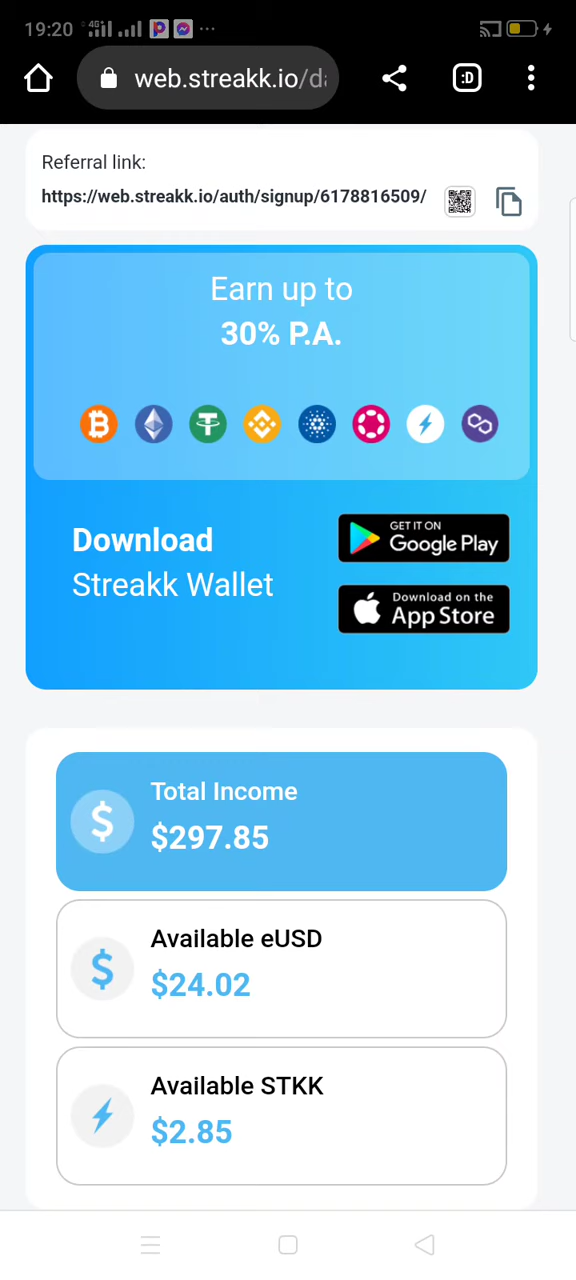 19:20
4G
web.streakk.io/da
:D
Referral link:
https://web.streakk.io/auth/signup/6178816509/
Earn up to
30% P.A.
Download
Streakk Wallet
GET IT ON
Google Play
Download on the
App Store
Total Income
$297.85
Available eUSD
$24.02
Available STKK
$2.85